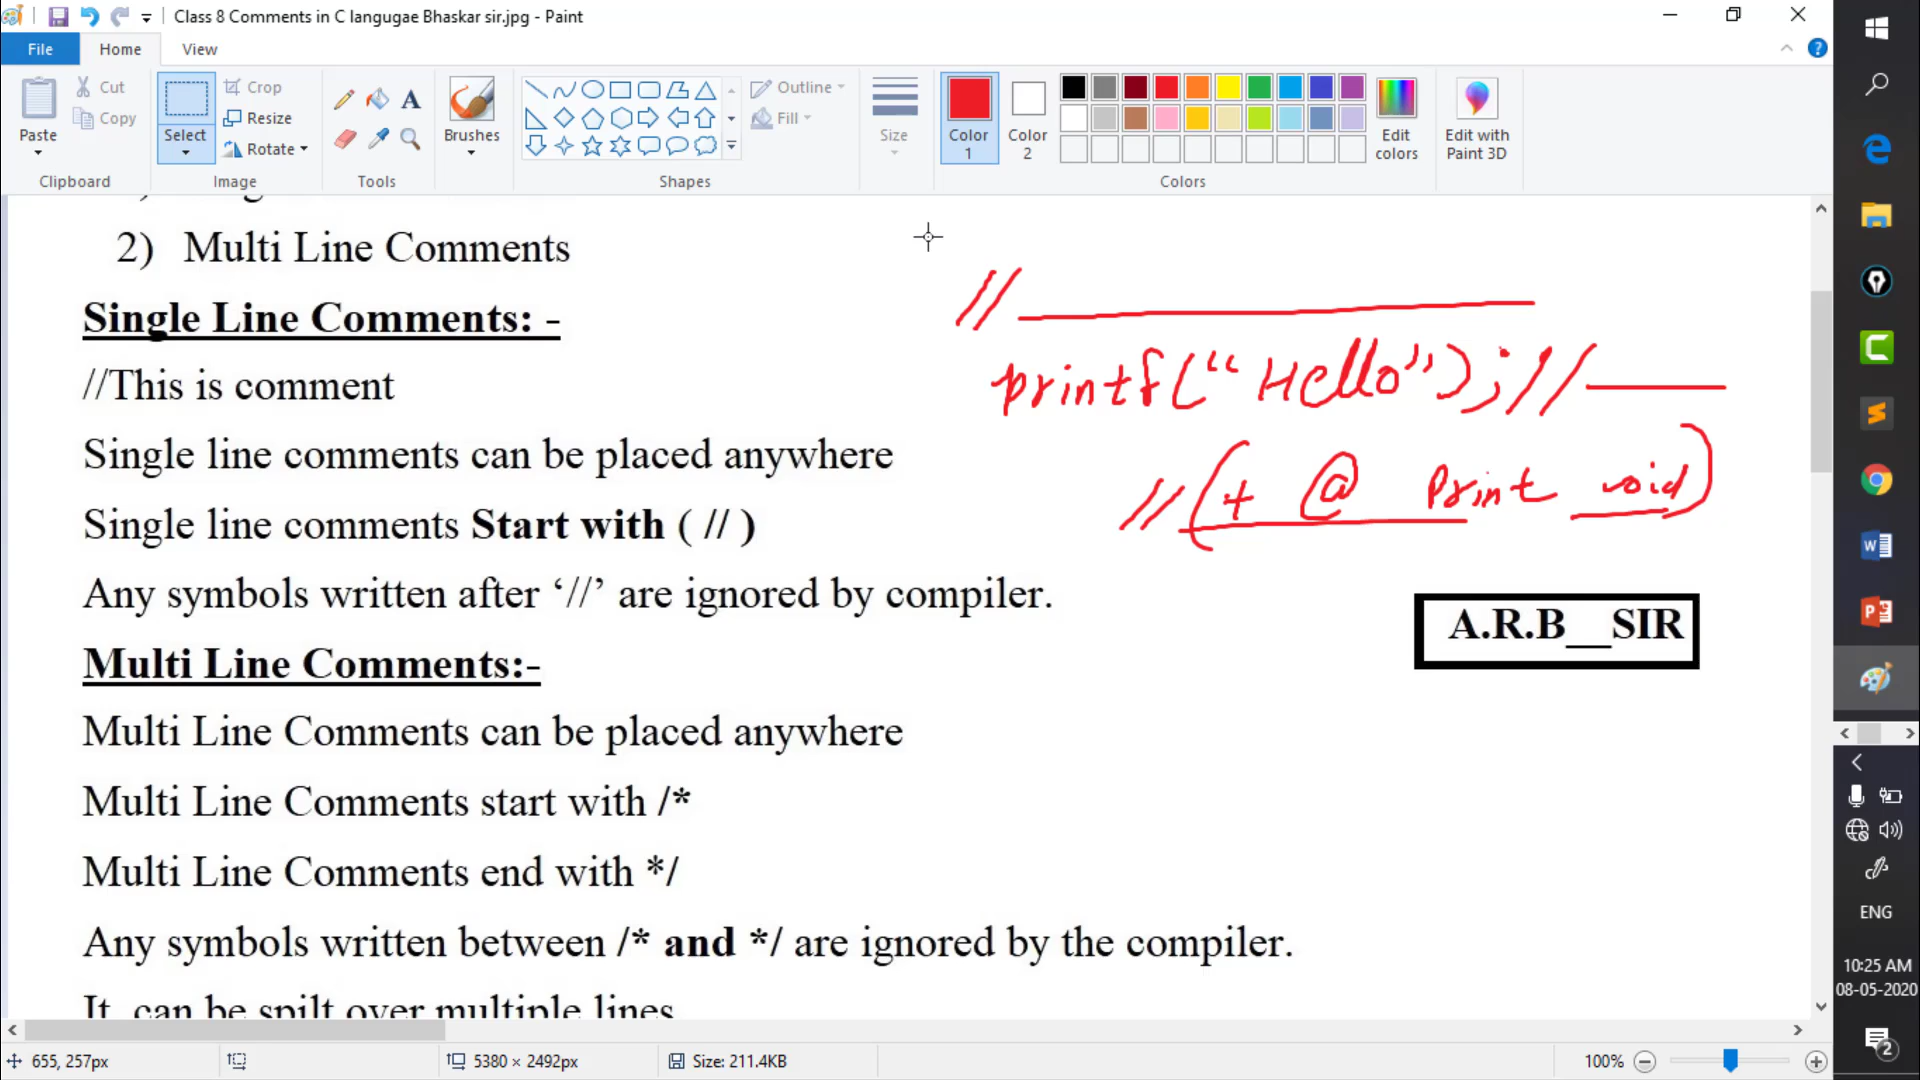 Class 8 Comments in C langugae Bhaskar sir.jpg - Paint
File Home View
Paste
Cut
Copy
Clipboard
Select
Crop
Resize
Rotate
Image
A
Tools
Brushes
Shapes
Outline
Fill
Size
Color 1
Color 2
Edit colors
Colors
Edit with Paint 3D
2) Multi Line Comments
Single Line Comments: -
//This is comment
Single line comments can be placed anywhere
Single line comments Start with ( // )
Any symbols written after ‘//’ are ignored by compiler.
Multi Line Comments:-
Multi Line Comments can be placed anywhere
Multi Line Comments start with /*
Multi Line Comments end with */
Any symbols written between /* and */ are ignored by the compiler.
It can be spilt over multiple lines
//
printf("Hello");//
//(+ @ Print void)
A.R.B__SIR
655, 257px
5380 × 2492px
Size: 211.4KB
100%
ENG
10:25 AM
08-05-2020
2